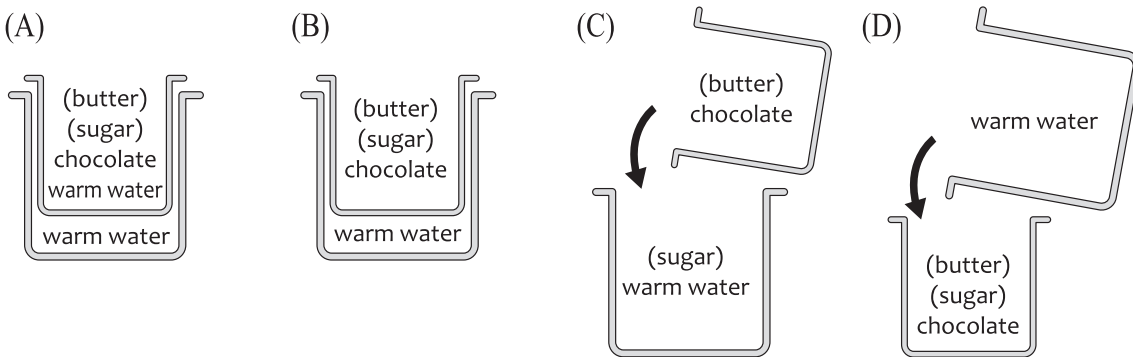 (A)
(butter)
(sugar)
chocolate
warm water
warm water
(B)
(butter)
(sugar)
chocolate
warm water
(C)
(butter)
chocolate
(sugar)
warm water
(D)
warm water
(butter)
(sugar)
chocolate